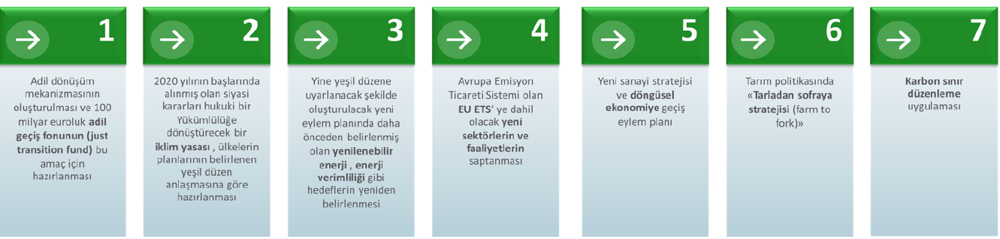 1
Adil dönüşüm
mekanizmasının
oluşturulması ve 100
milyar euroluk adil
geçiş fonunun (just
transition fund) bu
amaç için
hazırlanması
2
2020 yılının başlarında
alınmış olan siyasi
kararları hukuki bir
Yükümlülüğe
dönüştürecek bir
iklim yasası , ülkelerin
planlarının belirlenen
yeşil düzen
anlaşmasına göre
hazırlanması
3
Yine yeşil düzene
uyarlanacak şekilde
oluşturulacak yeni
eylem planında daha
önceden belirlenmiş
olan yenilenebilir
enerji , enerji
verimliliği gibi
hedeflerin yeniden
belirlenmesi
4
Avrupa Emisyon
Ticareti Sistemi olan
EU ETS' ye dahil
olacak yeni
sektörlerin ve
faaliyetlerin
saptanması
5
Yeni sanayi stratejisi
ve döngüsel
ekonomiye geçiş
eylem planı
6
Tarım politikasında
«Tarladan sofraya
stratejisi (farm to
fork)»
7
Karbon sınır
düzenleme
uygulaması